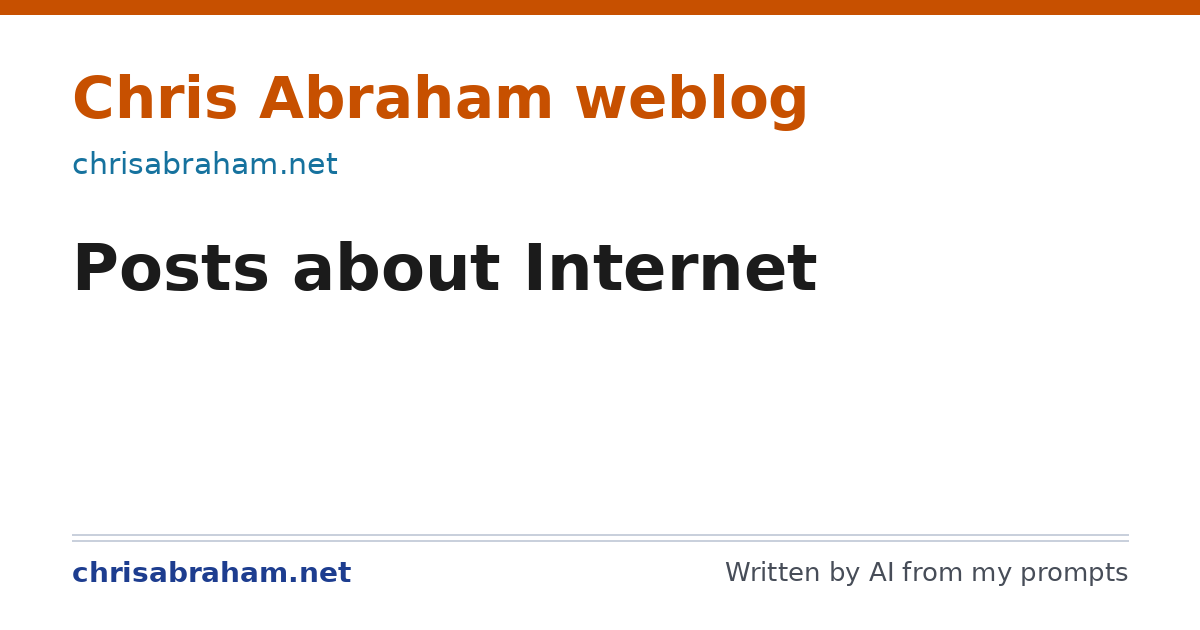 Chris Abraham weblog
chrisabraham.net
Posts about Internet
chrisabraham.net
Written by AI from my prompts